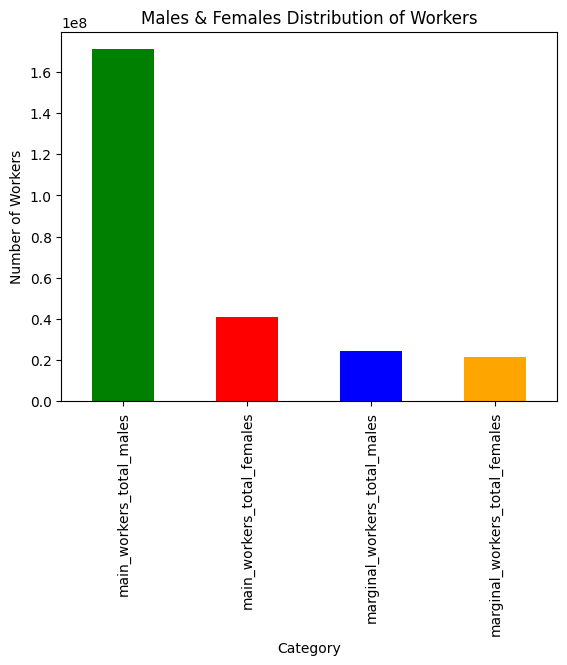 Males & Females Distribution of Workers
1e8
Number of Workers
1.6
1.4
1.2
1.0
0.8
0.6
0.4
0.2
0.0
main_workers_total_males
main_workers_total_females
marginal_workers_total_males
marginal_workers_total_females
Category